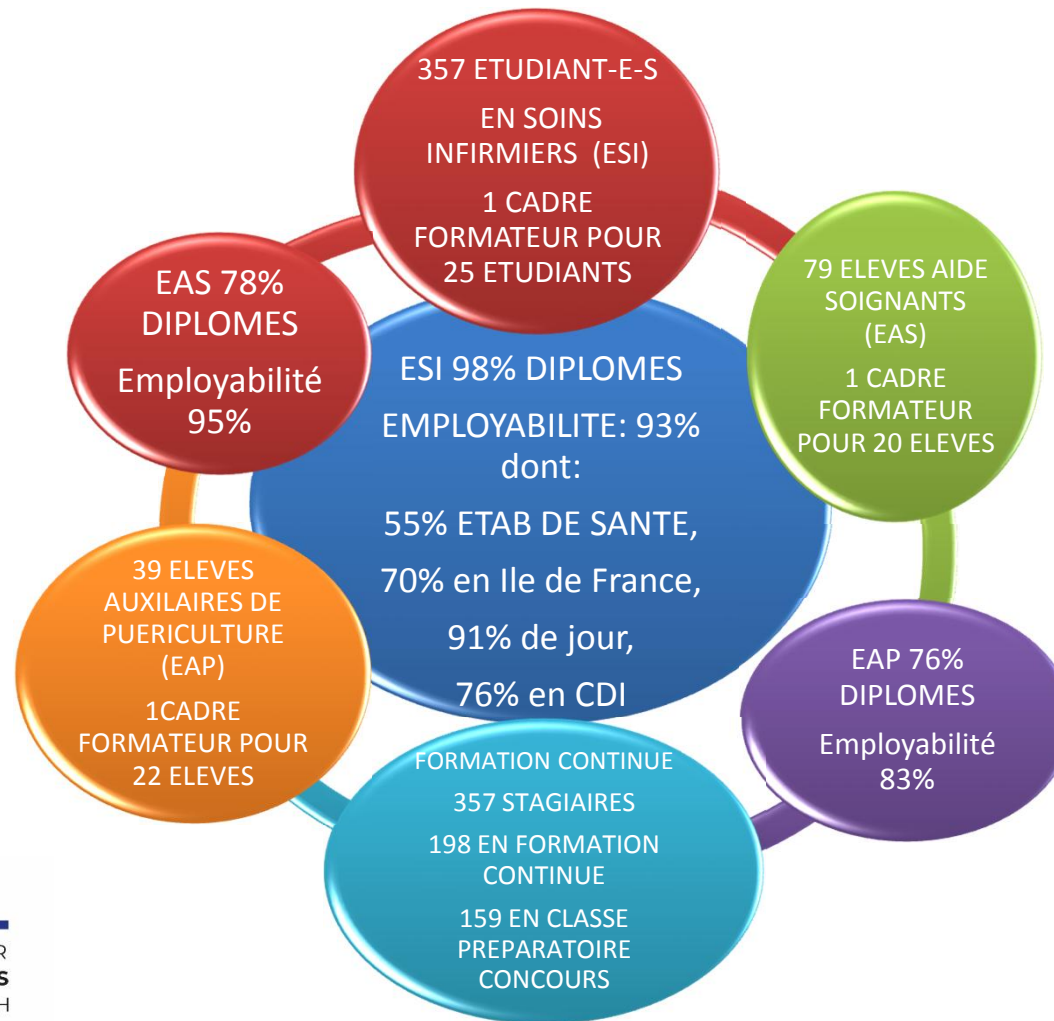 357 ETUDIANT-E-S
EN SOINS
INFIRMIERS (ESI)
1 CADRE
FORMATEUR POUR
25 ETUDIANTS
79 ELEVES AIDE
SOIGNANTS
(EAS)
1 CADRE
FORMATEUR
POUR 20 ELEVES
EAS 78%
DIPLOMES
Employabilité
95%
ESI 98% DIPLOMES
EMPLOYABILITE: 93%
dont:
55% ETAB DE SANTE,
70% en Ile de France,
91% de jour,
76% en CDI
39 ELEVES
AUXILAIRES DE
PUERICULTURE
(EAP)
1CADRE
FORMATEUR POUR
22 ELEVES
EAP 76%
DIPLOMES
Employabilité
83%
FORMATION CONTINUE
357 STAGIAIRES
198 EN FORMATION
CONTINUE
159 EN CLASSE
PREPARATOIRE
CONCOURS
R
S
H